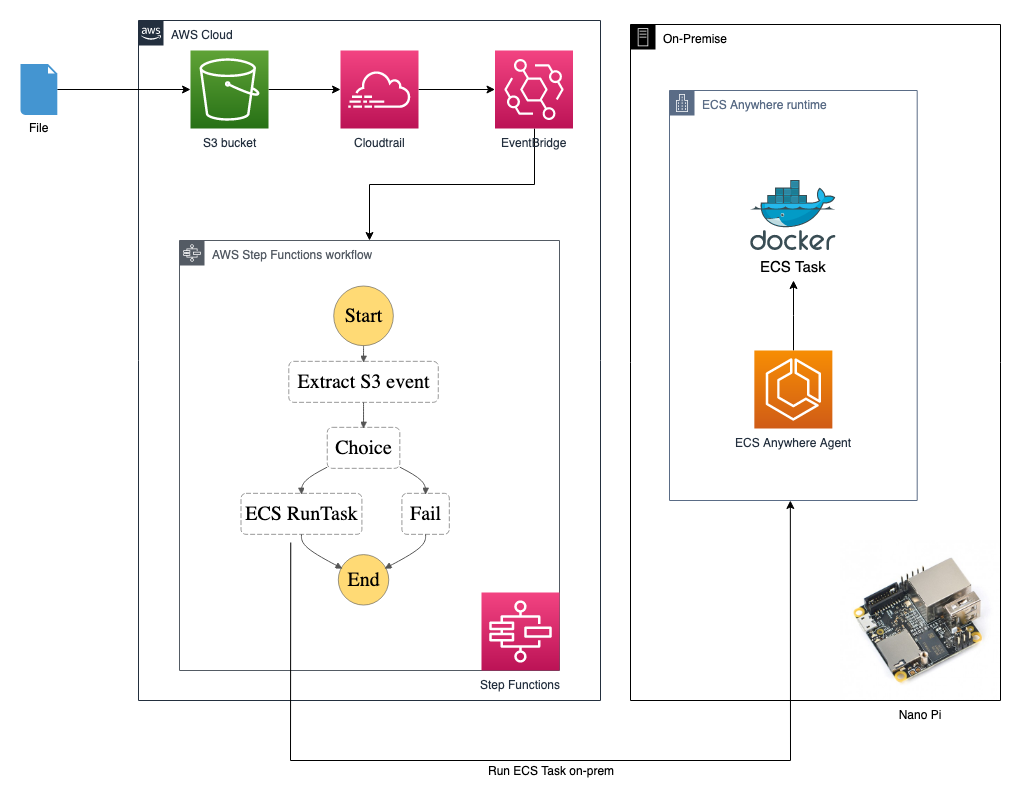 aws
AWS Cloud
On-Premise
File
S3 bucket
Cloudtrail
EventBridge
ECS Anywhere runtime
docker
ECS Task
AWS Step Functions workflow
Start
Extract S3 event
Choice
ECS RunTask
Fail
End
ECS Anywhere Agent
Step Functions
Nano Pi
Run ECS Task on-prem